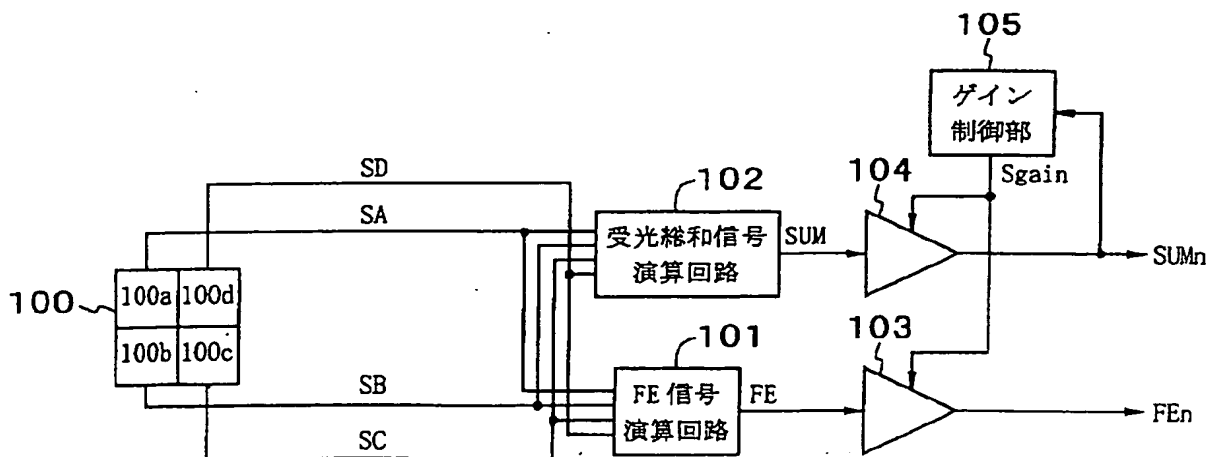 105
ゲイン
制御部
SD
Sgain
102
104
SA
受光総和信号
演算回路
SUM
SUMn
100
100a
100d
100b
100c
101
103
SB
FE信号
演算回路
FE
FEn
SC